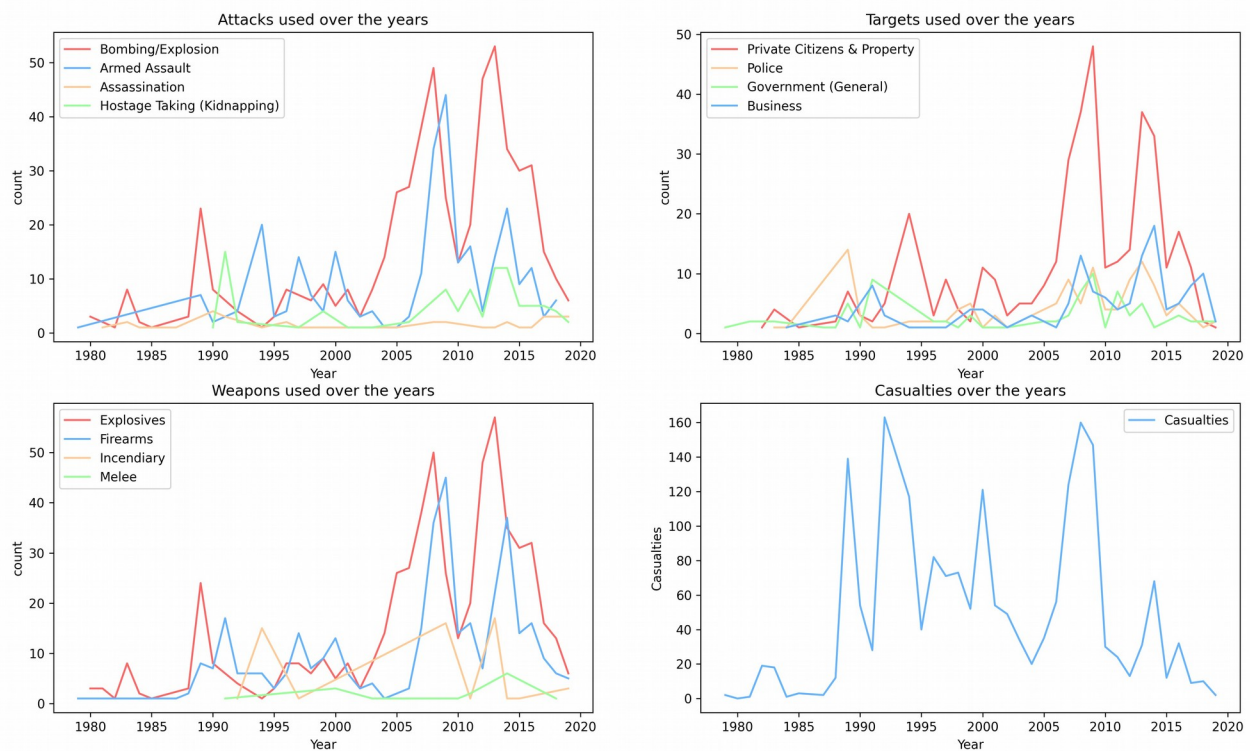 Attacks used over the years
Bombing/Explosion
Armed Assault
Assassination
Hostage Taking (Kidnapping)
50
40
30
20
10
0
count
1980 1985 1990 1995 2000 2005 2010 2015 2020
Year
Targets used over the years
Private Citizens & Property
Police
Government (General)
Business
50
40
30
20
10
0
count
1980 1985 1990 1995 2000 2005 2010 2015 2020
Year
Weapons used over the years
Explosives
Firearms
Incendiary
Melee
50
40
30
20
10
0
count
1980 1985 1990 1995 2000 2005 2010 2015 2020
Year
Casualties over the years
Casualties
160
140
120
100
80
60
40
20
0
Casualties
1980 1985 1990 1995 2000 2005 2010 2015 2020
Year